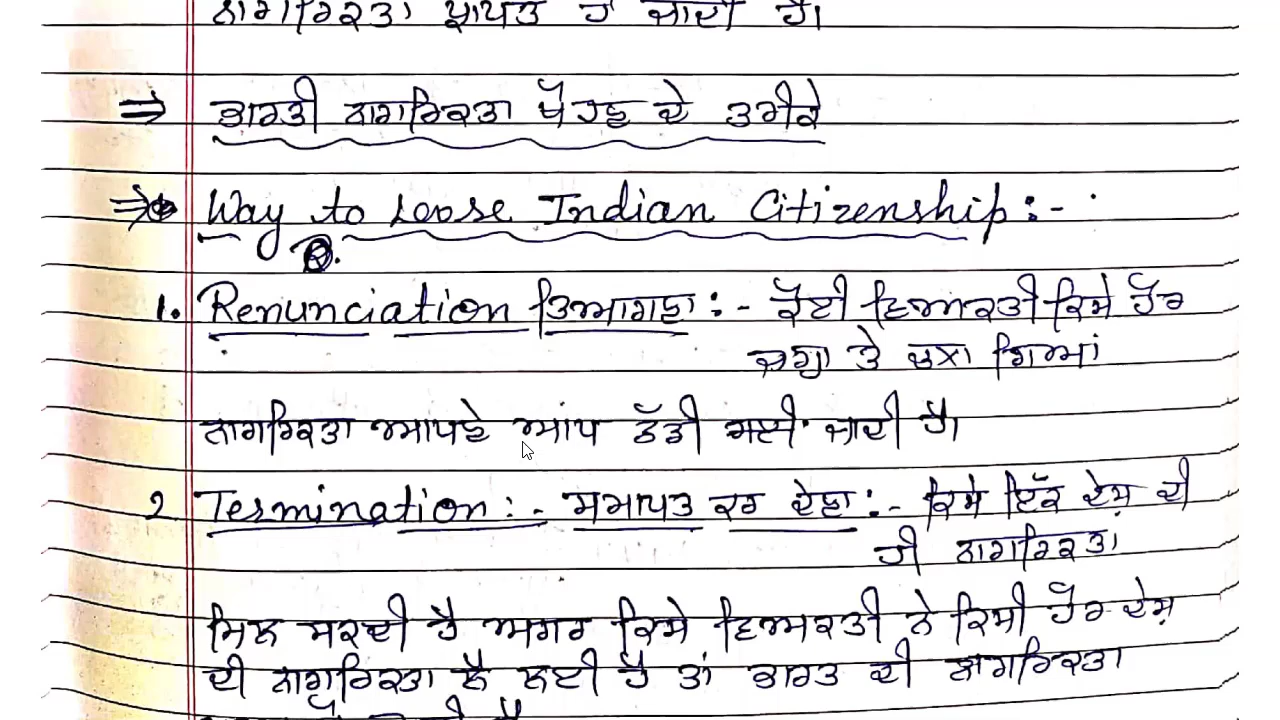 ਨਾਗਰਿਕਤਾ ਪ੍ਰਾਪਤ ਹੋ ਜਾਂਦੀ ਹੈ।
⇒ ਭਾਰਤੀ ਨਾਗਰਿਕਤਾ ਖੋਹਣ ਦੇ ਤਰੀਕੇ
⇒ Way to Loose Indian Citizenship:-
1. Renunciation ਤਿਆਗਣਾ :- ਕੋਈ ਵਿਅਕਤੀ ਕਿਸੇ ਹੋਰ
ਜਗ੍ਹਾ ਤੇ ਚਲਾ ਗਿਆ
ਨਾਗਰਿਕਤਾ ਆਪਣੇ ਆਪ ਛੱਡੀ ਜਾਂਦੀ ਹੈ।
2 Termination :- ਸਮਾਪਤ ਕਰ ਦੇਣਾ :- ਕਿਸੇ ਇੱਕ ਦੇਸ਼ ਦੀ
ਹੀ ਨਾਗਰਿਕਤਾ
ਮਿਲ ਸਕਦੀ ਹੈ ਅਗਰ ਕਿਸੇ ਵਿਅਕਤੀ ਨੇ ਕਿਸੀ ਹੋਰ ਦੇਸ਼
ਦੀ ਨਾਗਰਿਕਤਾ ਲੈ ਲਈ ਹੈ ਤਾਂ ਭਾਰਤ ਦੀ ਨਾਗਰਿਕਤਾ